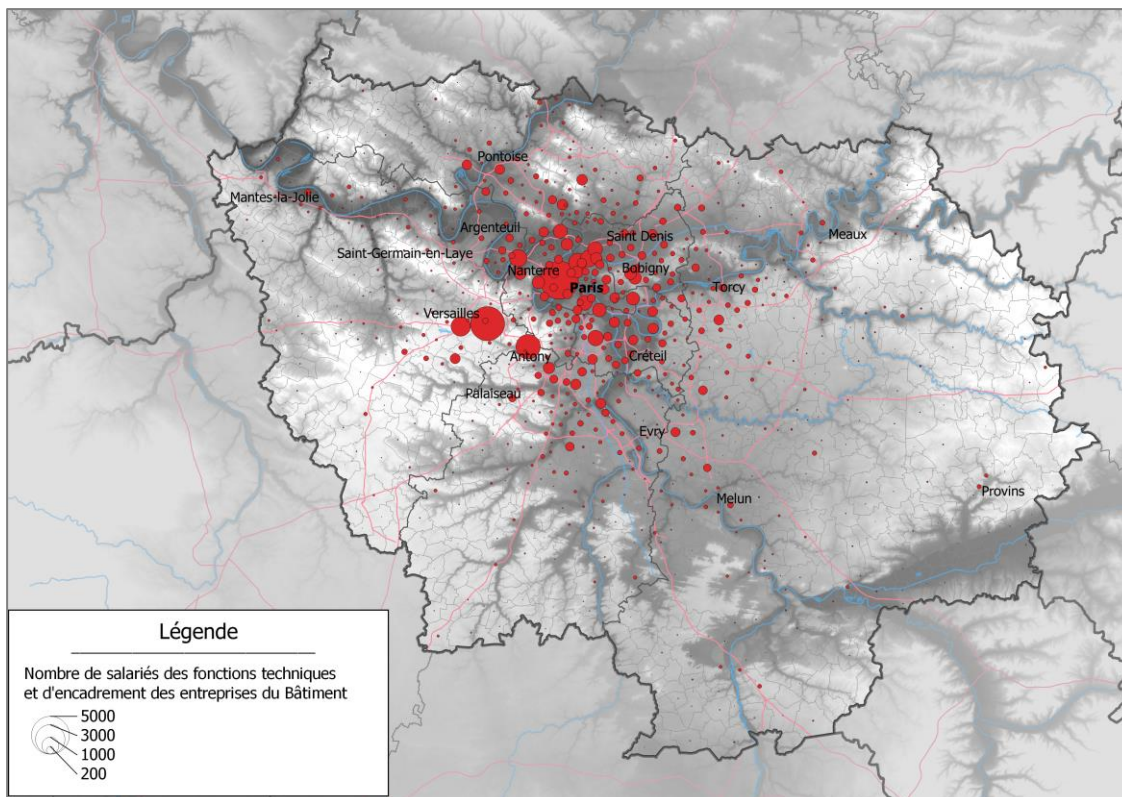 Pontoise
Mantes-la-Jolie
Argenteuil
Saint Denis
Meaux
Saint-Germain-en-Laye
Nanterre
Bobigny
Paris
Torcy
Versailles
Antony
Créteil
Palaiseau
Evry
Melun
Provins
Légende
Nombre de salariés des fonctions techniques
et d'encadrement des entreprises du Bâtiment
5000
3000
1000
200